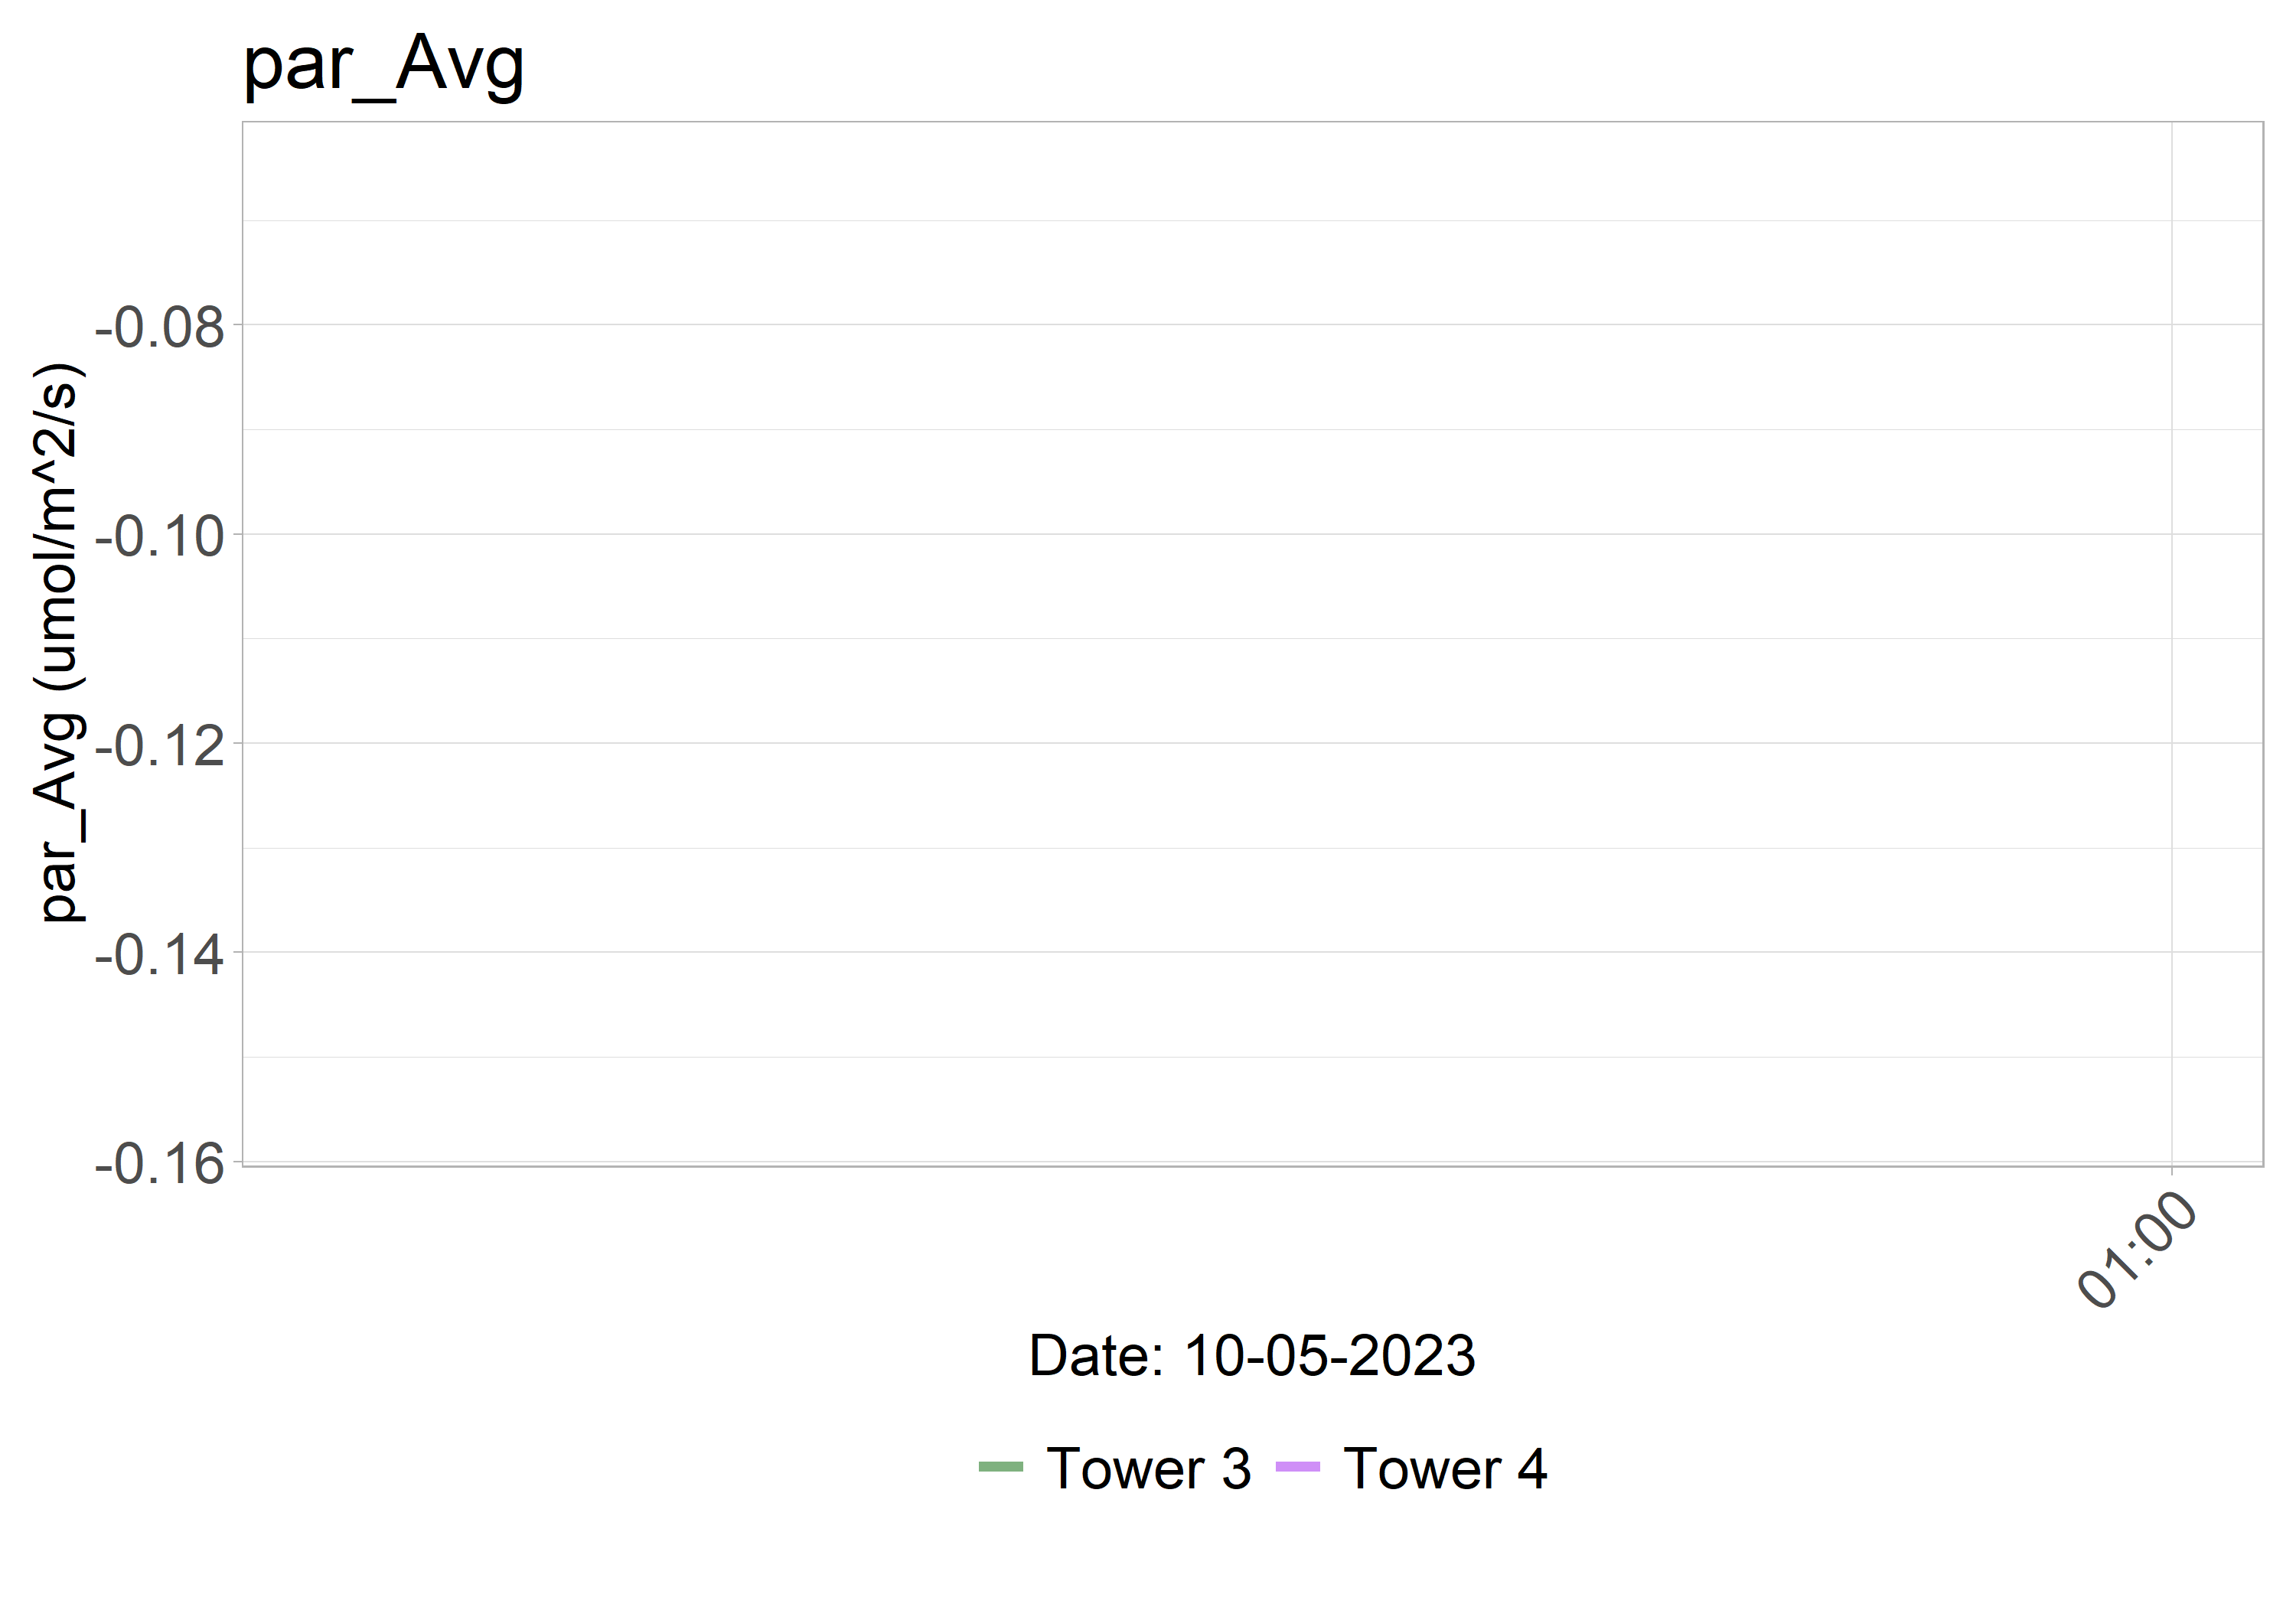 par_Avg
par_Avg (umol/m^2/s)
-0.08
-0.10
-0.12
-0.14
-0.16
01:00
Date: 10-05-2023
Tower 3 Tower 4